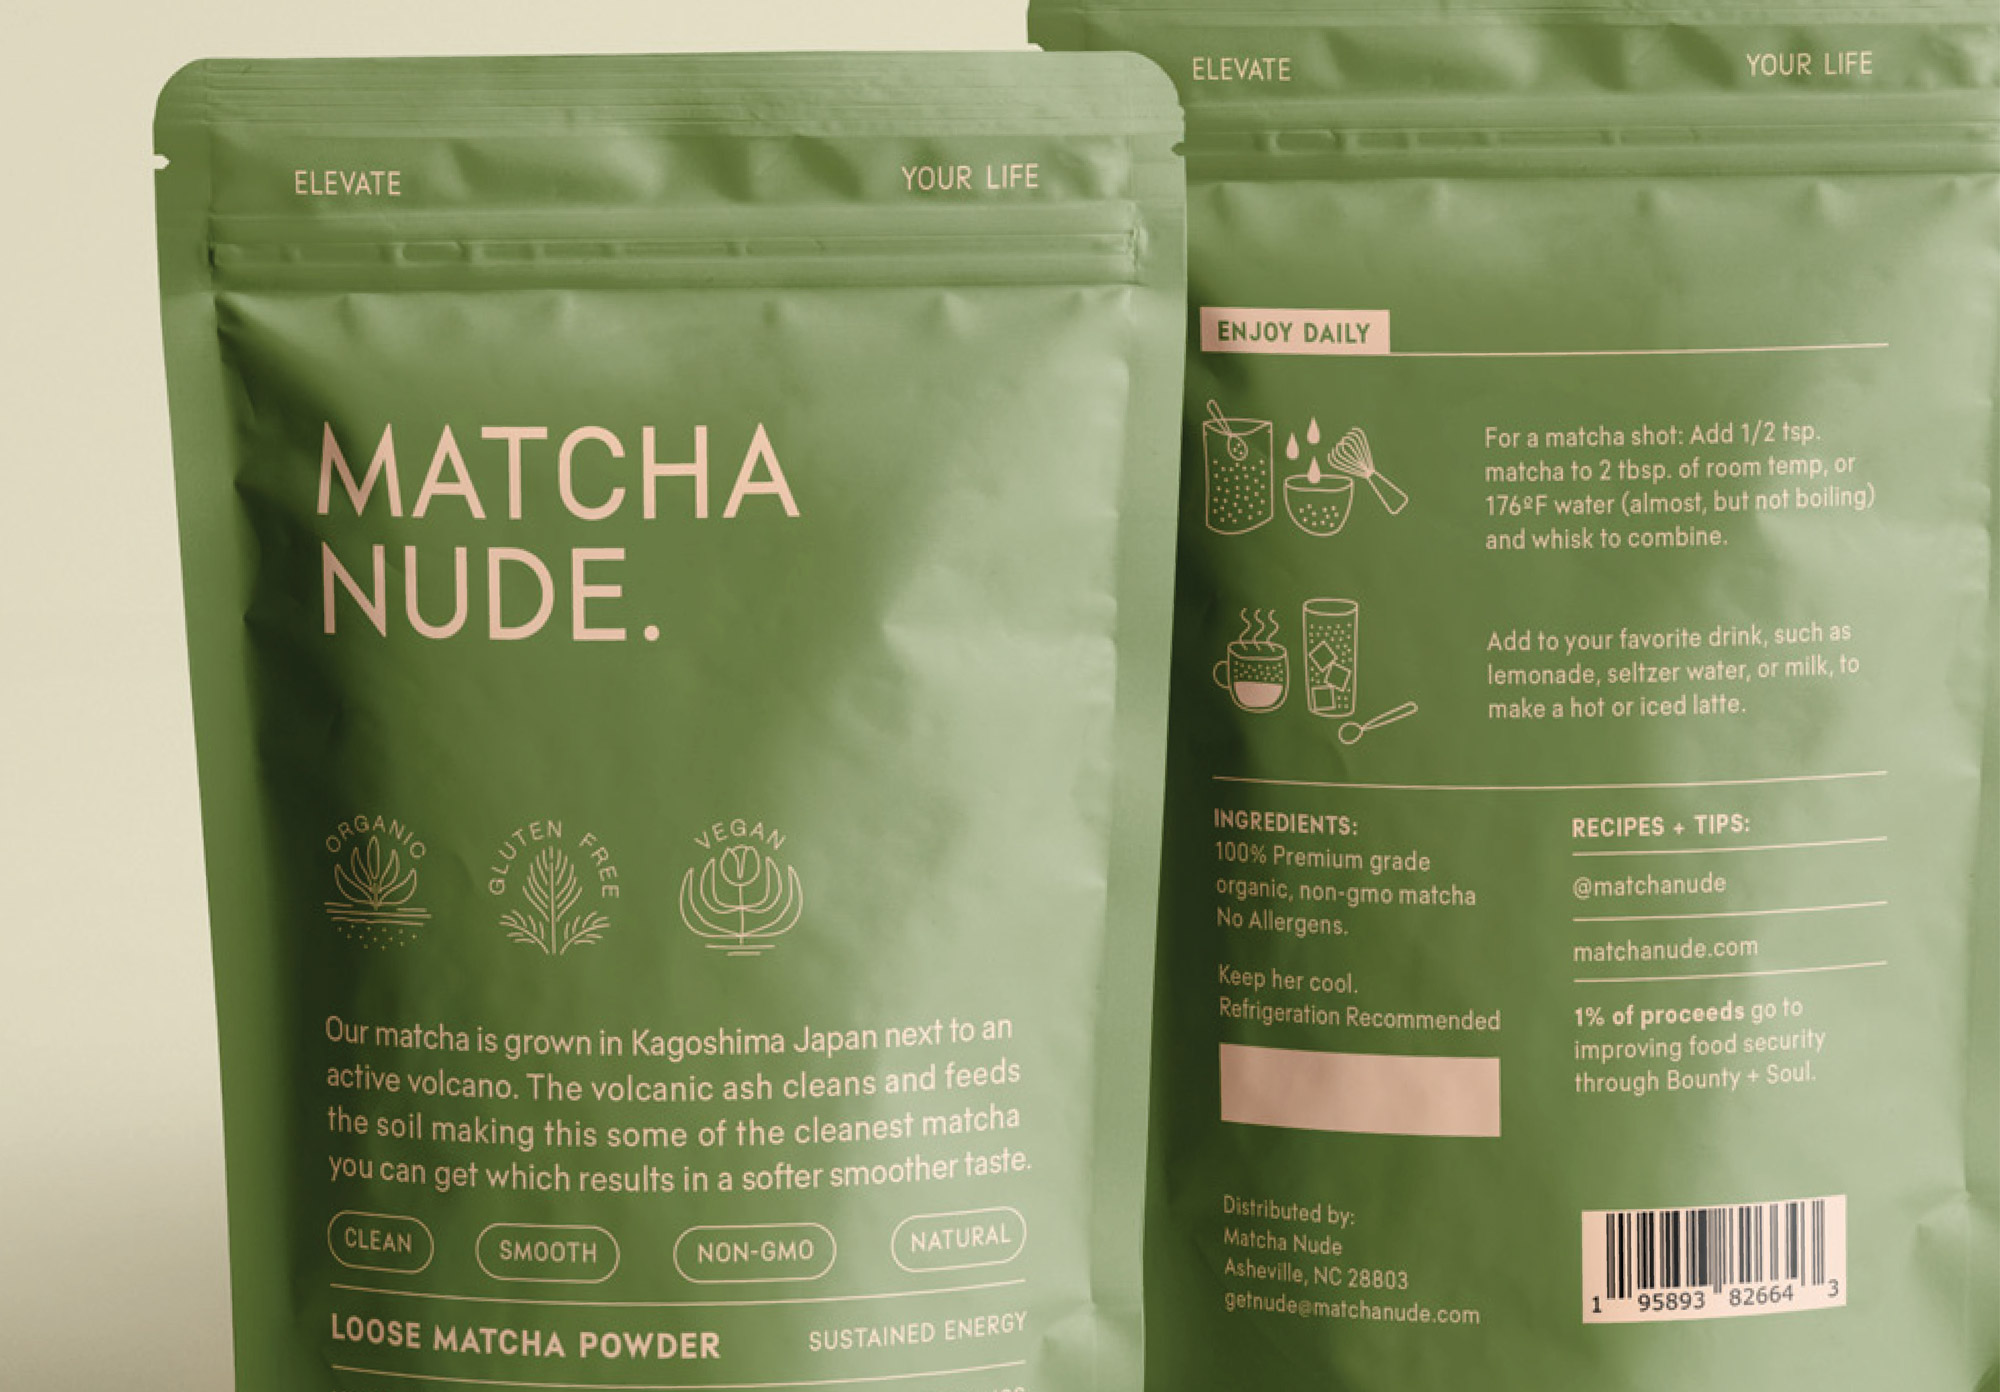 ELEVATE YOUR LIFE
MATCHA
NUDE.
ORGANIC
GLUTEN FREE
VEGAN
Our matcha is grown in Kagoshima Japan next to an
active volcano. The volcanic ash cleans and feeds
the soil making this some of the cleanest matcha
you can get which results in a softer smoother taste.
CLEAN SMOOTH NON-GMO NATURAL
LOOSE MATCHA POWDER SUSTAINED ENERGY
ELEVATE YOUR LIFE
ENJOY DAILY
For a matcha shot: Add 1/2 tsp.
matcha to 2 tbsp. of room temp, or
176ºF water (almost, but not boiling)
and whisk to combine.
Add to your favorite drink, such as
lemonade, seltzer water, or milk, to
make a hot or iced latte.
INGREDIENTS:
100% Premium grade
organic, non-gmo matcha
No Allergens.
Keep her cool.
Refrigeration Recommended
RECIPES + TIPS:
@matchanude
matchanude.com
1% of proceeds go to
improving food security
through Bounty + Soul.
Distributed by:
Matcha Nude
Asheville, NC 28803
getnude@matchanude.com
1 95893 82664 3